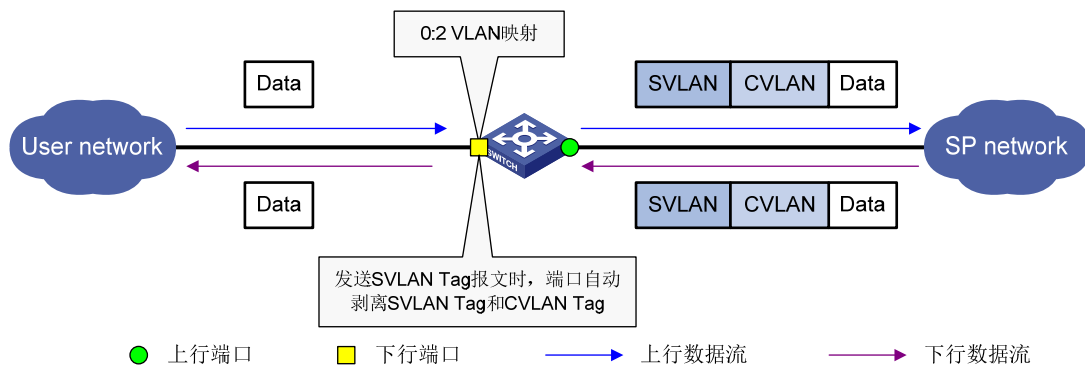 0:2 VLAN映射
Data
SVLAN CVLAN Data
User network
SWITCH
SP network
Data
SVLAN CVLAN Data
发送SVLAN Tag报文时，端口自动
剥离SVLAN Tag和CVLAN Tag
上行端口 下行端口 上行数据流 下行数据流